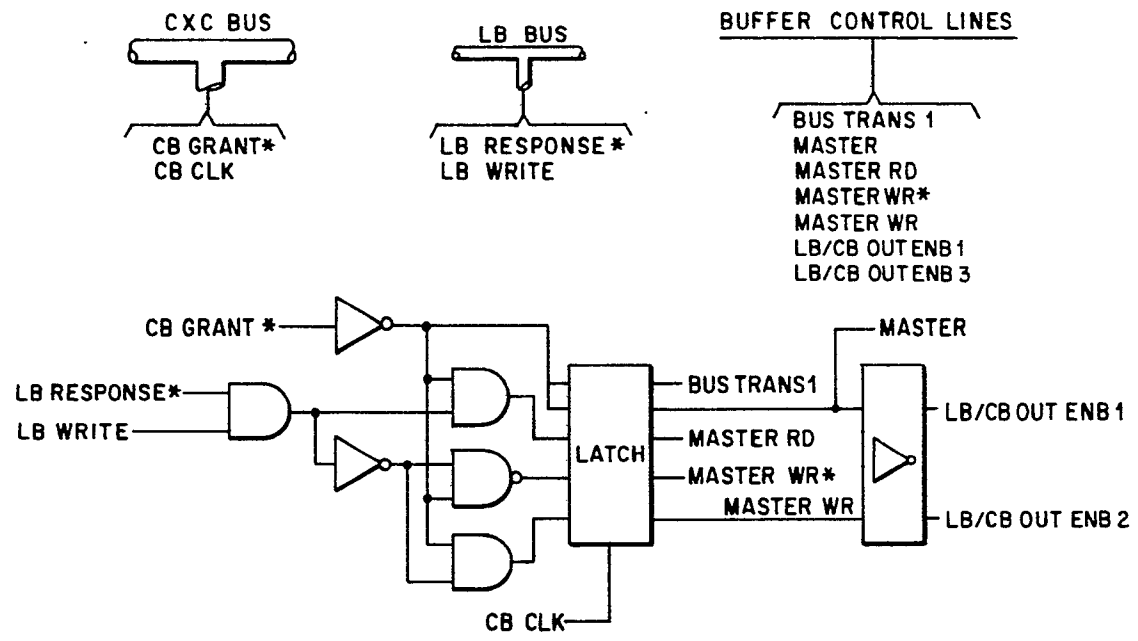 CXC BUS
CB GRANT*
CB CLK
LB BUS
LB RESPONSE*
LB WRITE
BUFFER CONTROL LINES
BUS TRANS 1
MASTER
MASTER RD
MASTER WR*
MASTER WR
LB/CB OUT ENB 1
LB/CB OUT ENB 3
CB GRANT *
MASTER
LB RESPONSE*
LB WRITE
BUS TRANS1
LB/CB OUT ENB 1
MASTER RD
LATCH
MASTER WR*
MASTER WR
LB/CB OUT ENB 2
CB CLK